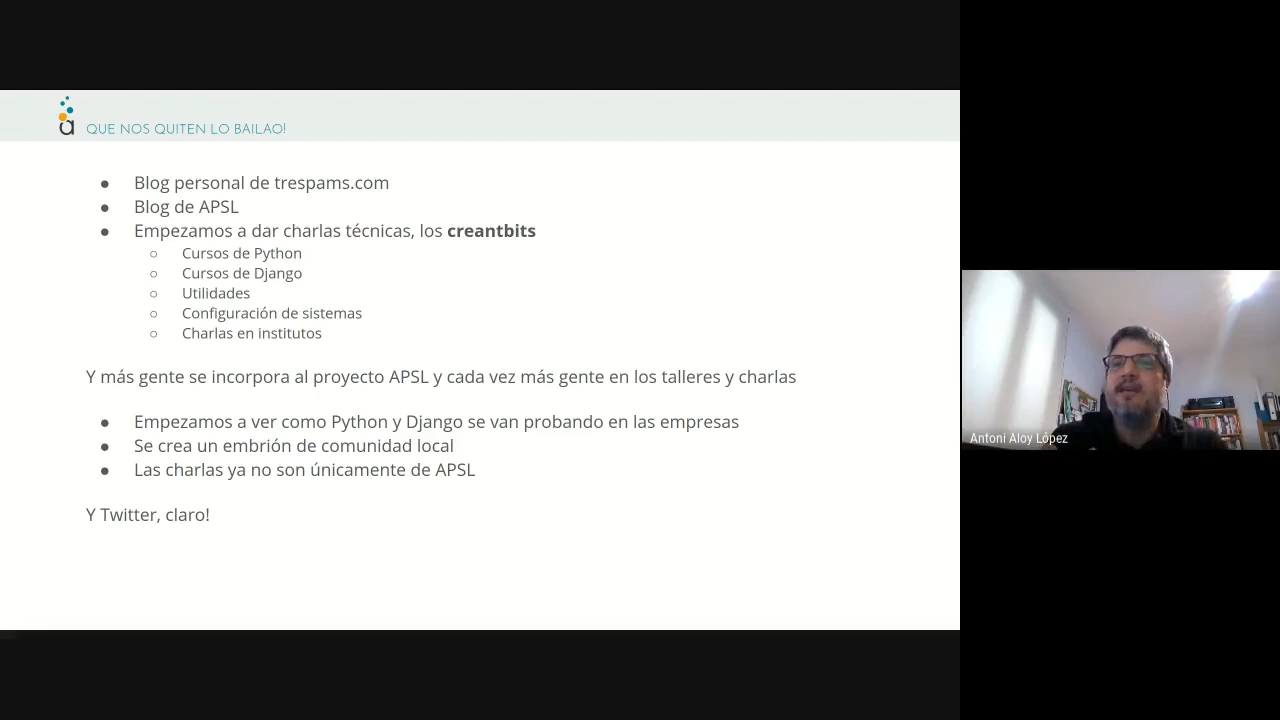 QUE NOS QUITEN LO BAILAO!
● Blog personal de trespams.com
● Blog de APSL
● Empezamos a dar charlas técnicas, los creantbits
○ Cursos de Python
○ Cursos de Django
○ Utilidades
○ Configuración de sistemas
○ Charlas en institutos
Y más gente se incorpora al proyecto APSL y cada vez más gente en los talleres y charlas
● Empezamos a ver como Python y Django se van probando en las empresas
● Se crea un embrión de comunidad local
● Las charlas ya no son únicamente de APSL
Y Twitter, claro!
Antoni Aloy López